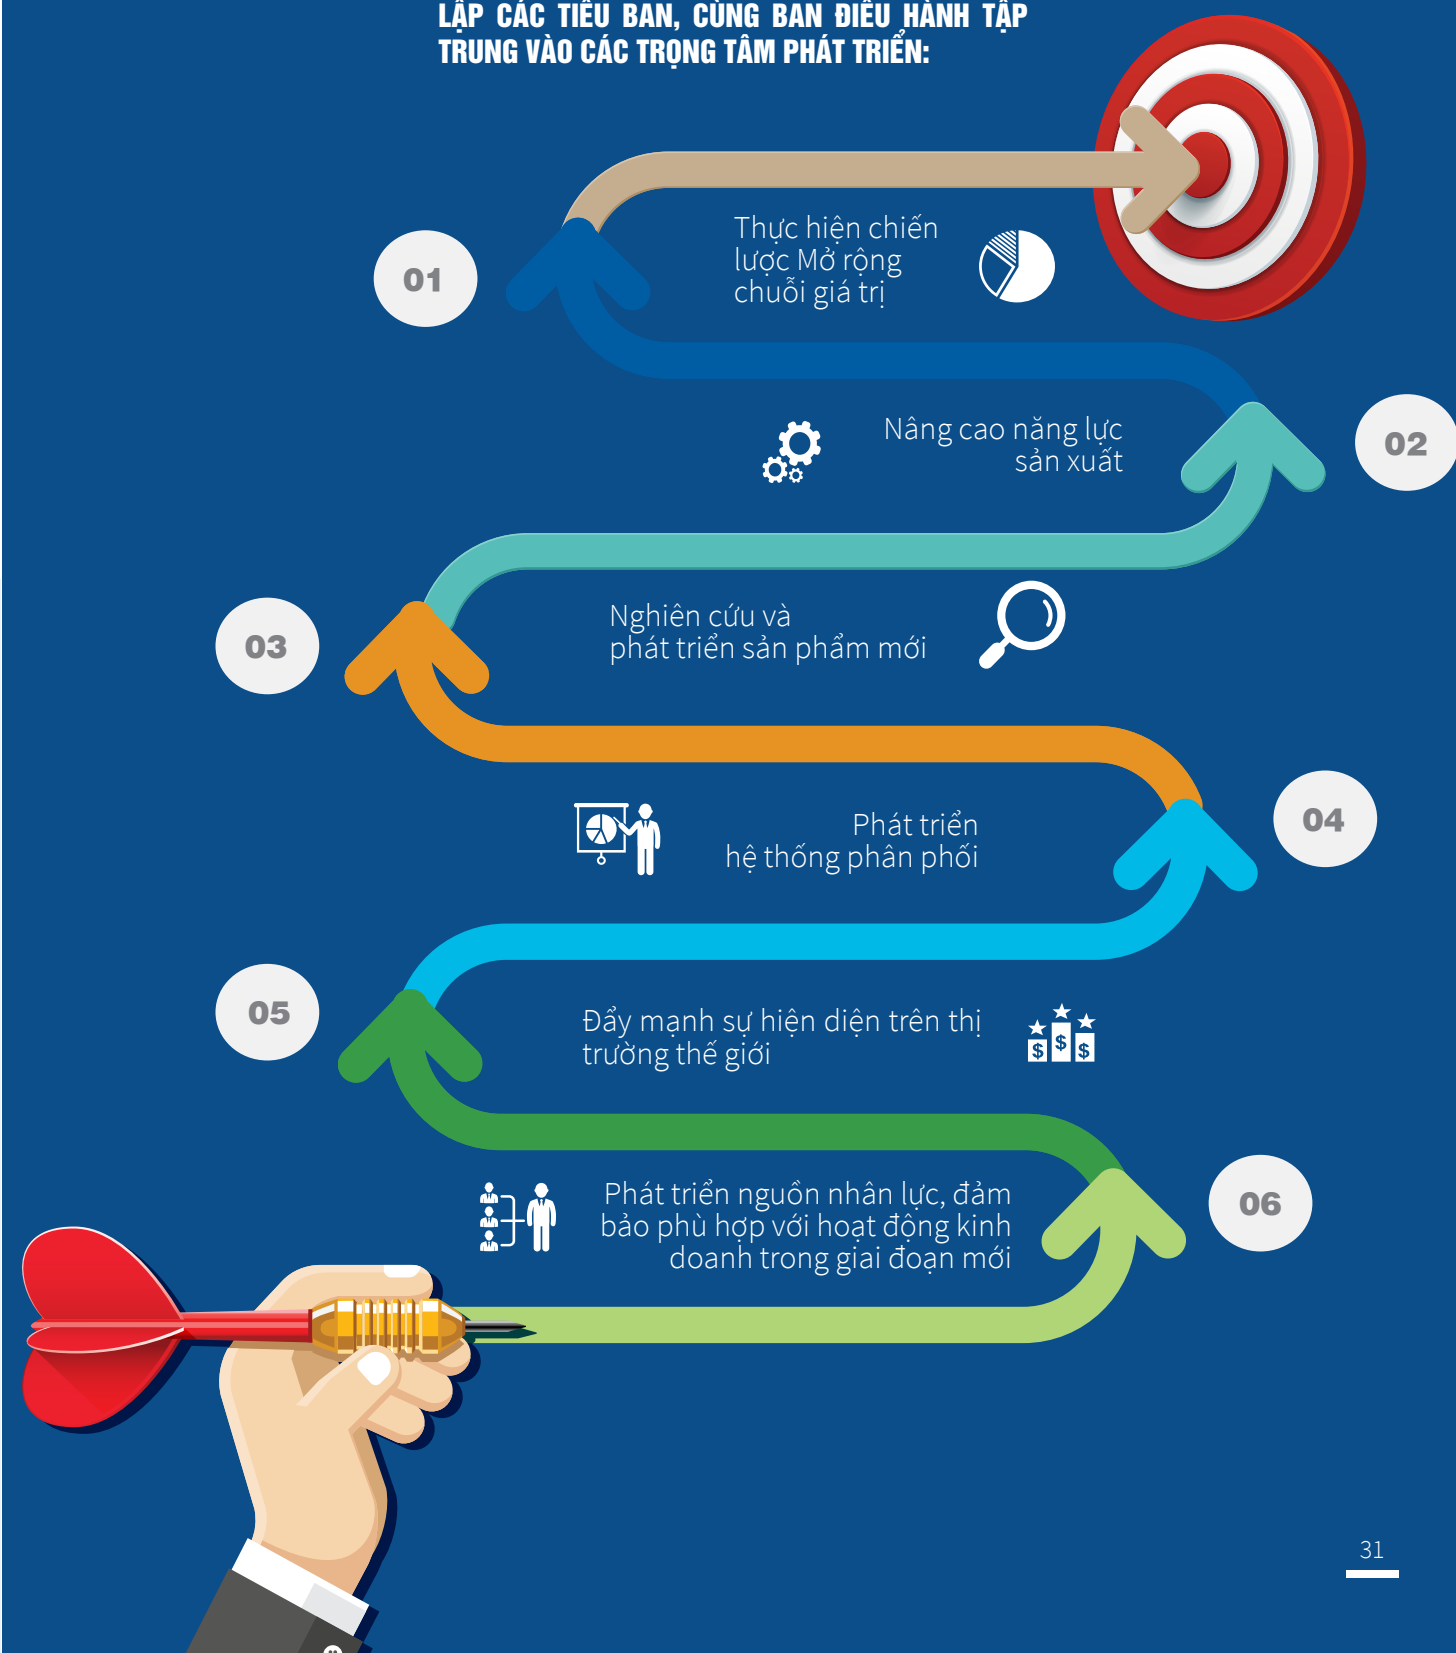 LẬP CÁC TIỂU BAN, CÙNG BAN ĐIỀU HÀNH TẬP
TRUNG VÀO CÁC TRỌNG TÂM PHÁT TRIỂN:
01
Thực hiện chiến
lược Mở rộng
chuỗi giá trị
02
Nâng cao năng lực
sản xuất
03
Nghiên cứu và
phát triển sản phẩm mới
04
Phát triển
hệ thống phân phối
05
Đẩy mạnh sự hiện diện trên thị
trường thế giới
$ $ $
06
Phát triển nguồn nhân lực, đảm
bảo phù hợp với hoạt động kinh
doanh trong giai đoạn mới
31